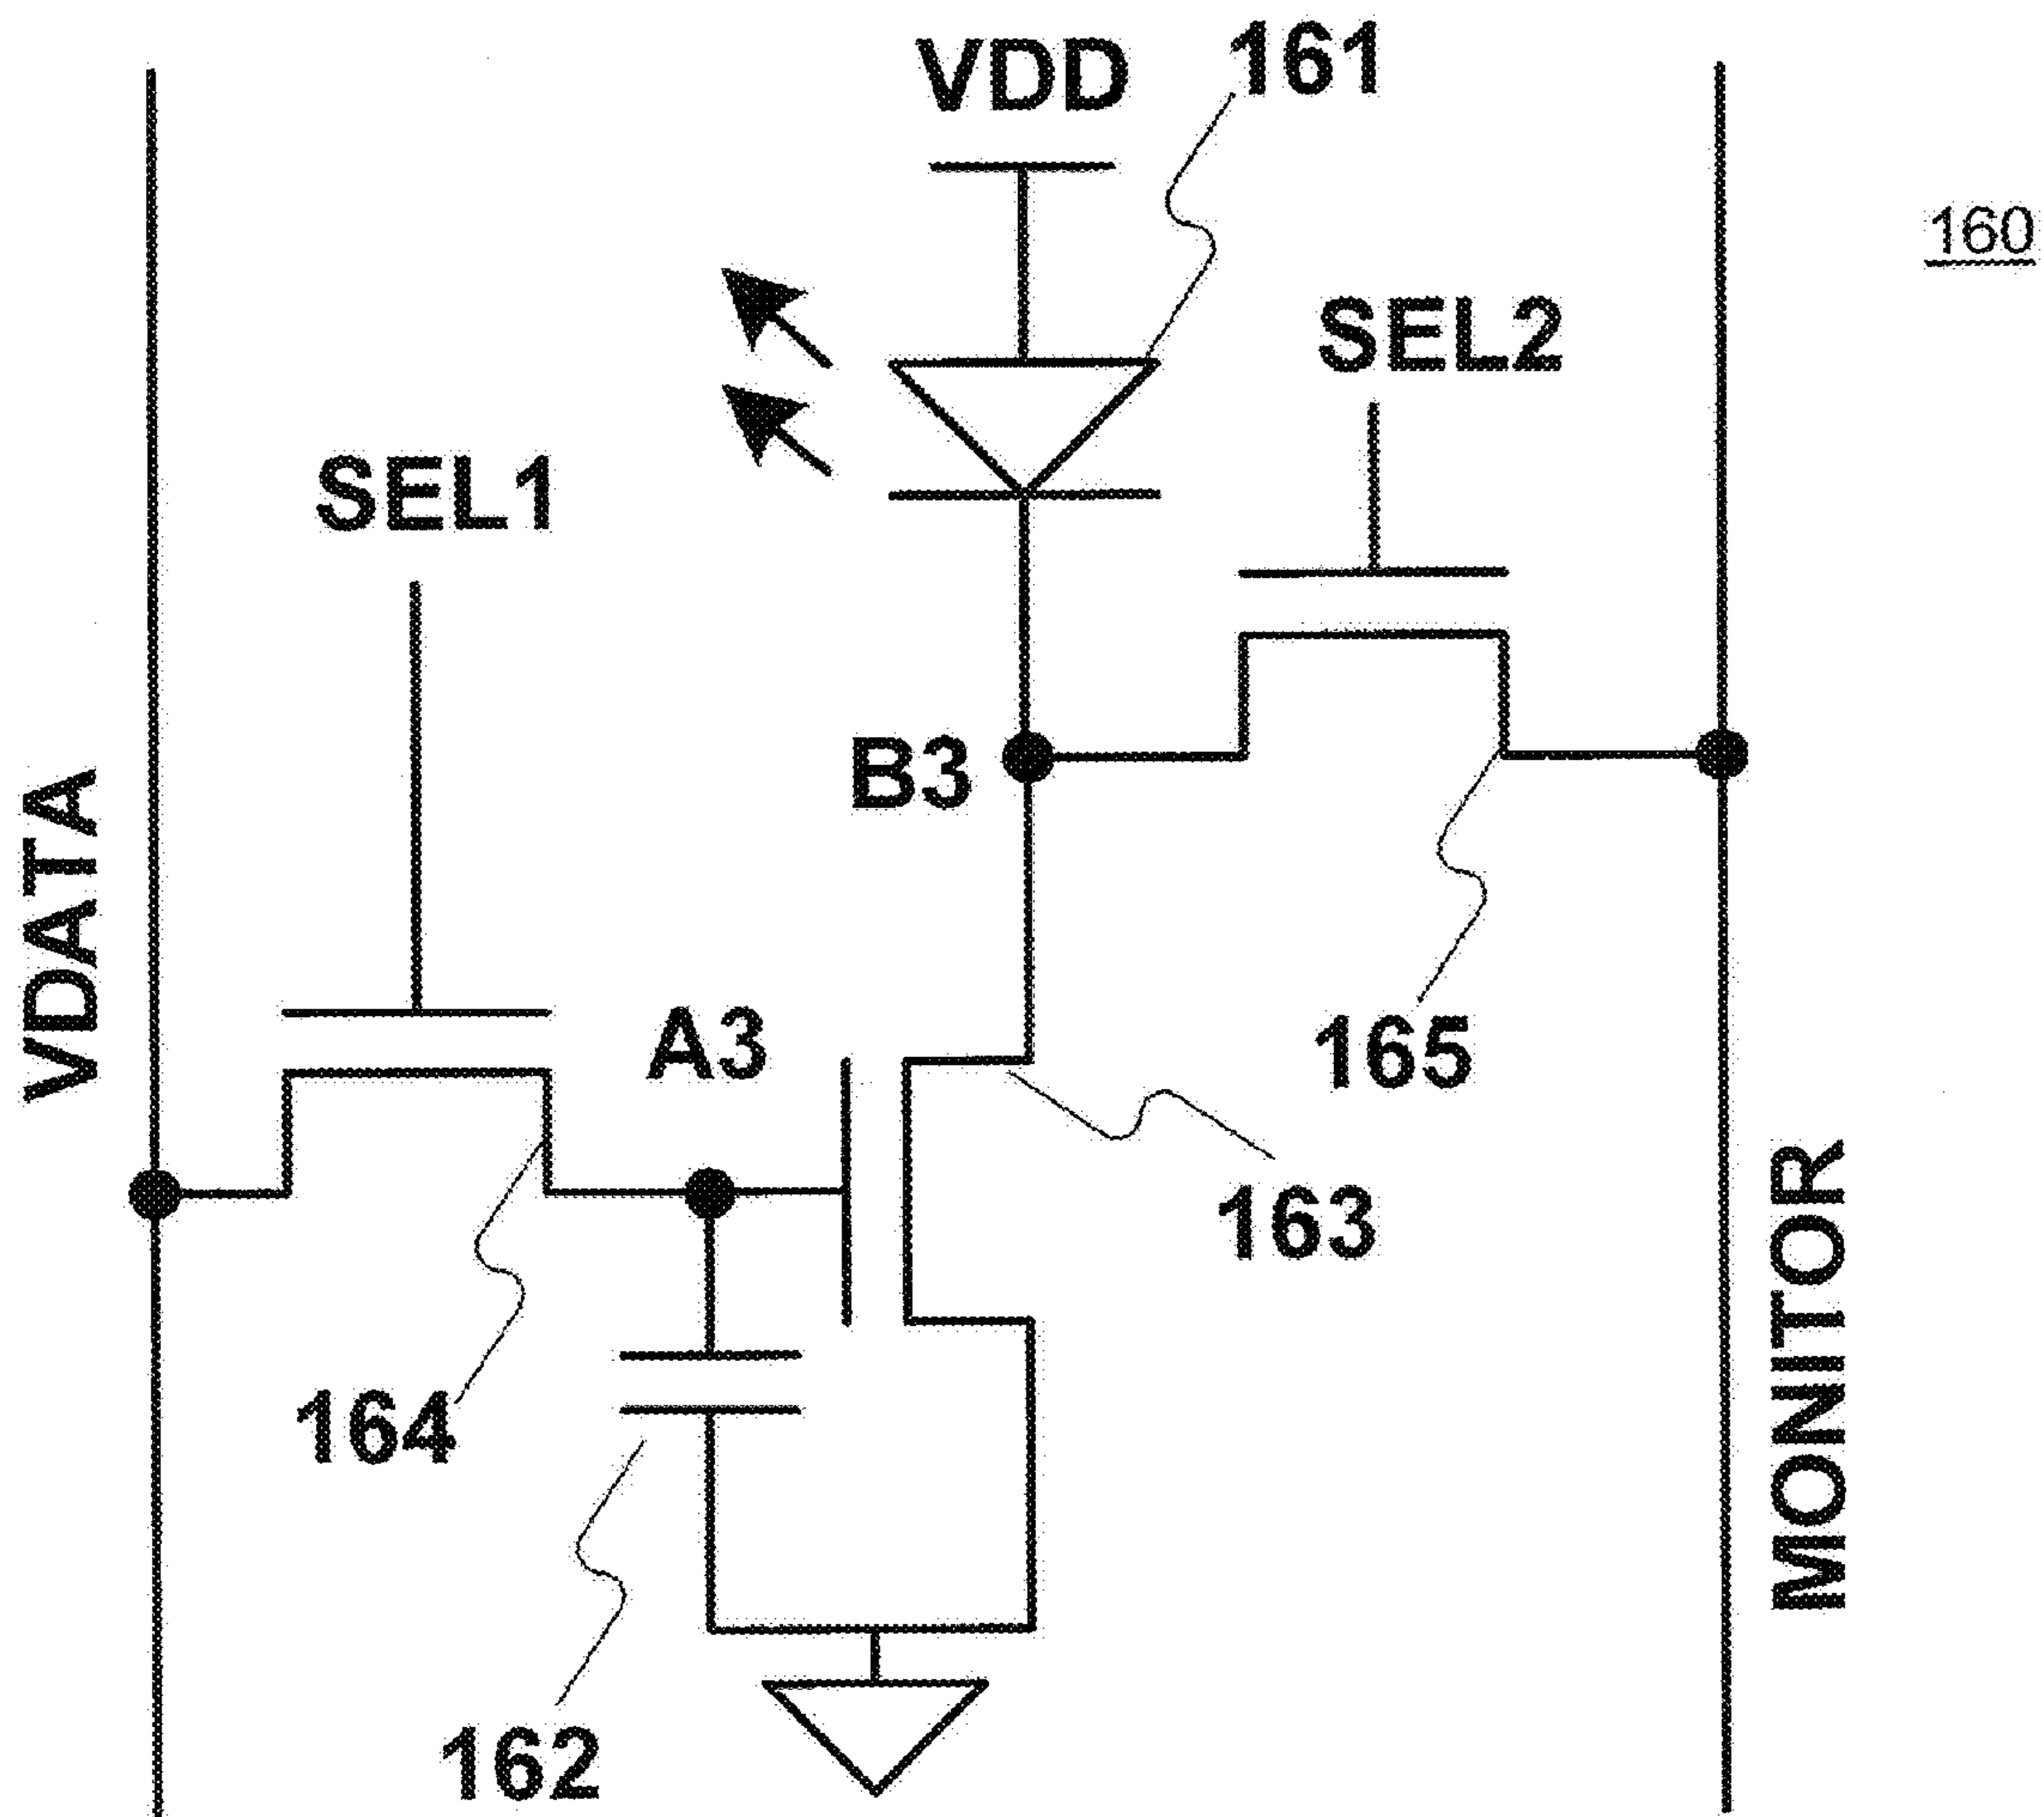 VDD
161
160
SEL2
SEL1
B3
VDATA
A3
165
163
164
MONITOR
162